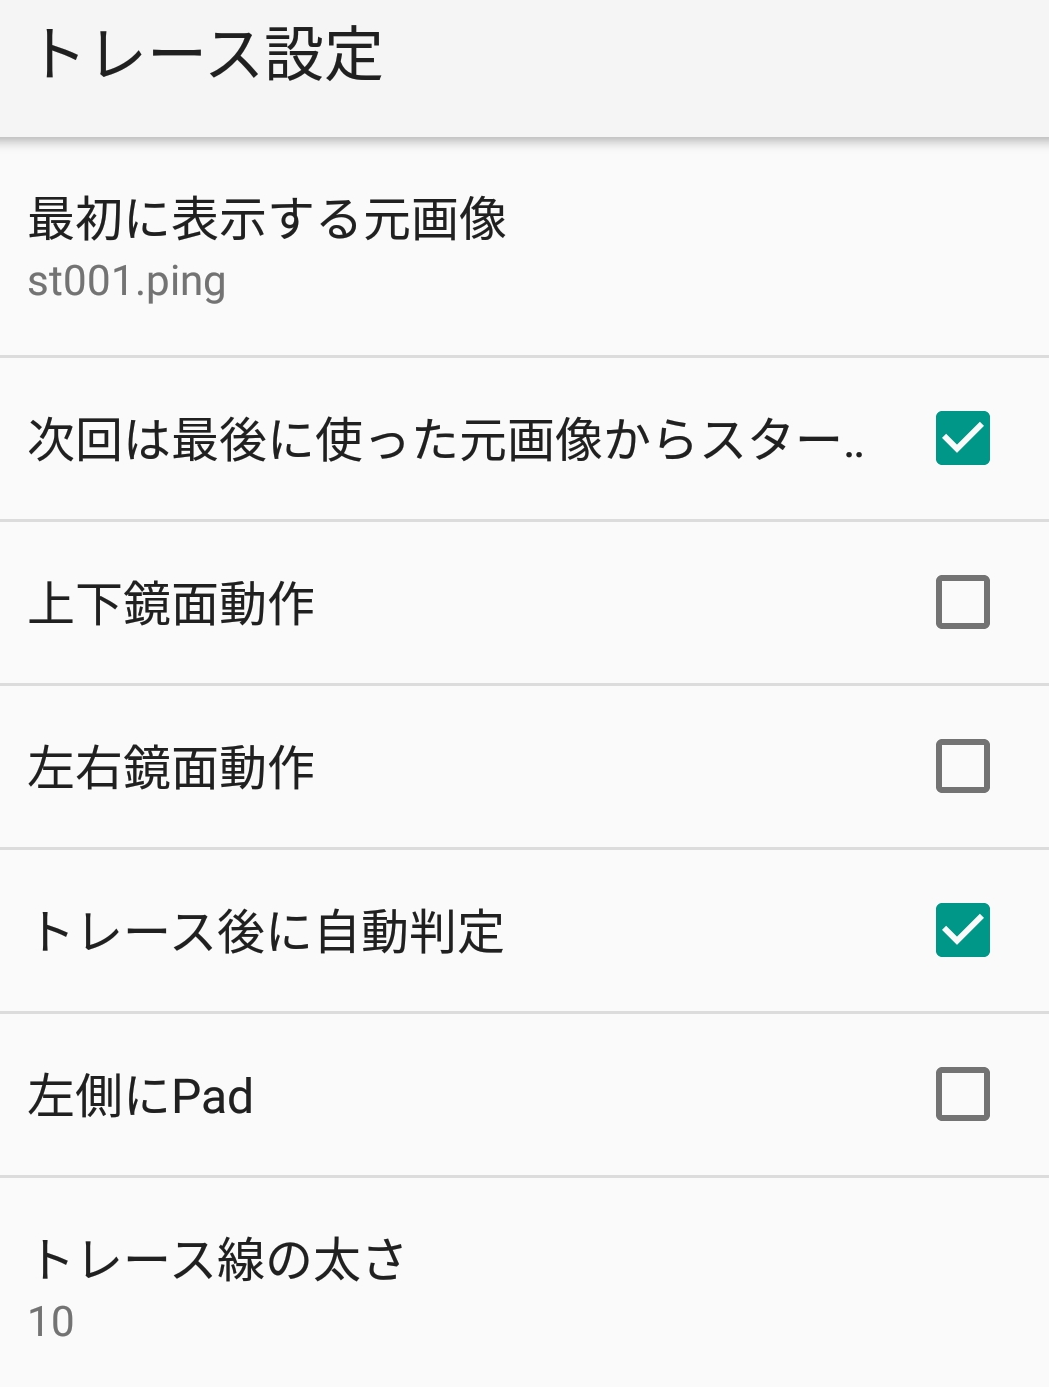 トレース設定
最初に表示する元画像
st001.ping
次回は最後に使った元画像からスター..
上下鏡面動作
左右鏡面動作
トレース後に自動判定
左側にPad
トレース線の太さ
10